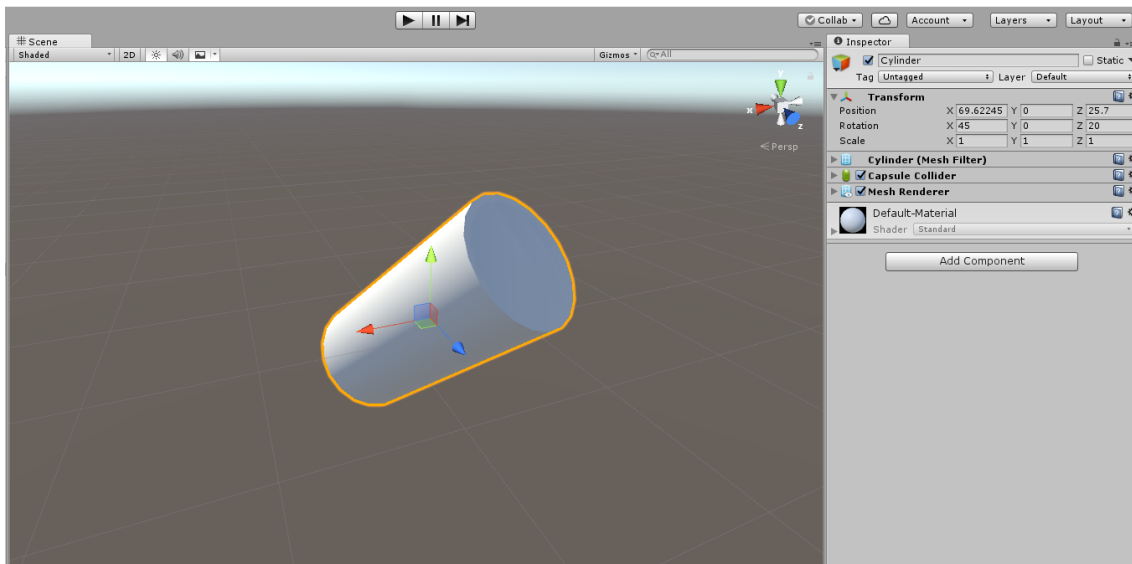 Collab Account Layers Layout
Scene
Inspector
Shaded 2D Gizmos All
Cylinder Static
Tag Untagged Layer Default
Transform
Position X 69.62245 Y 0 Z 25.7
Rotation X 45 Y 0 Z 20
Scale X 1 Y 1 Z 1
Cylinder (Mesh Filter)
Capsule Collider
Mesh Renderer
Default-Material
Shader Standard
Add Component
y
x
z
Persp